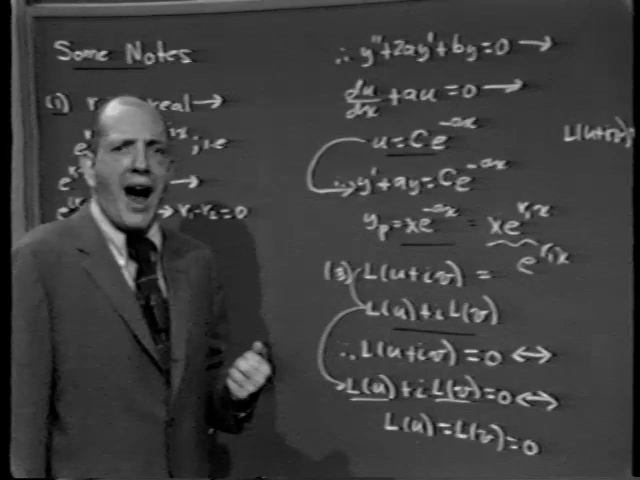 Some Notes
(1) real →
; i.e
→
→ r₁-r₂=0
∴ y''+2ay'+by=0 →
du/dx + au = 0 →
u = Ce^-ax
∴ y'+ay = Ce^-ax
y_p = xe^-ax = xe^r₁x
e^r₁x
(3) L(u+iv) =
L(u)+iL(v)
∴ L(u+iv) = 0 ↔
L(u)+iL(v) = 0 ↔
L(u) = L(v) = 0
L(u+iv)